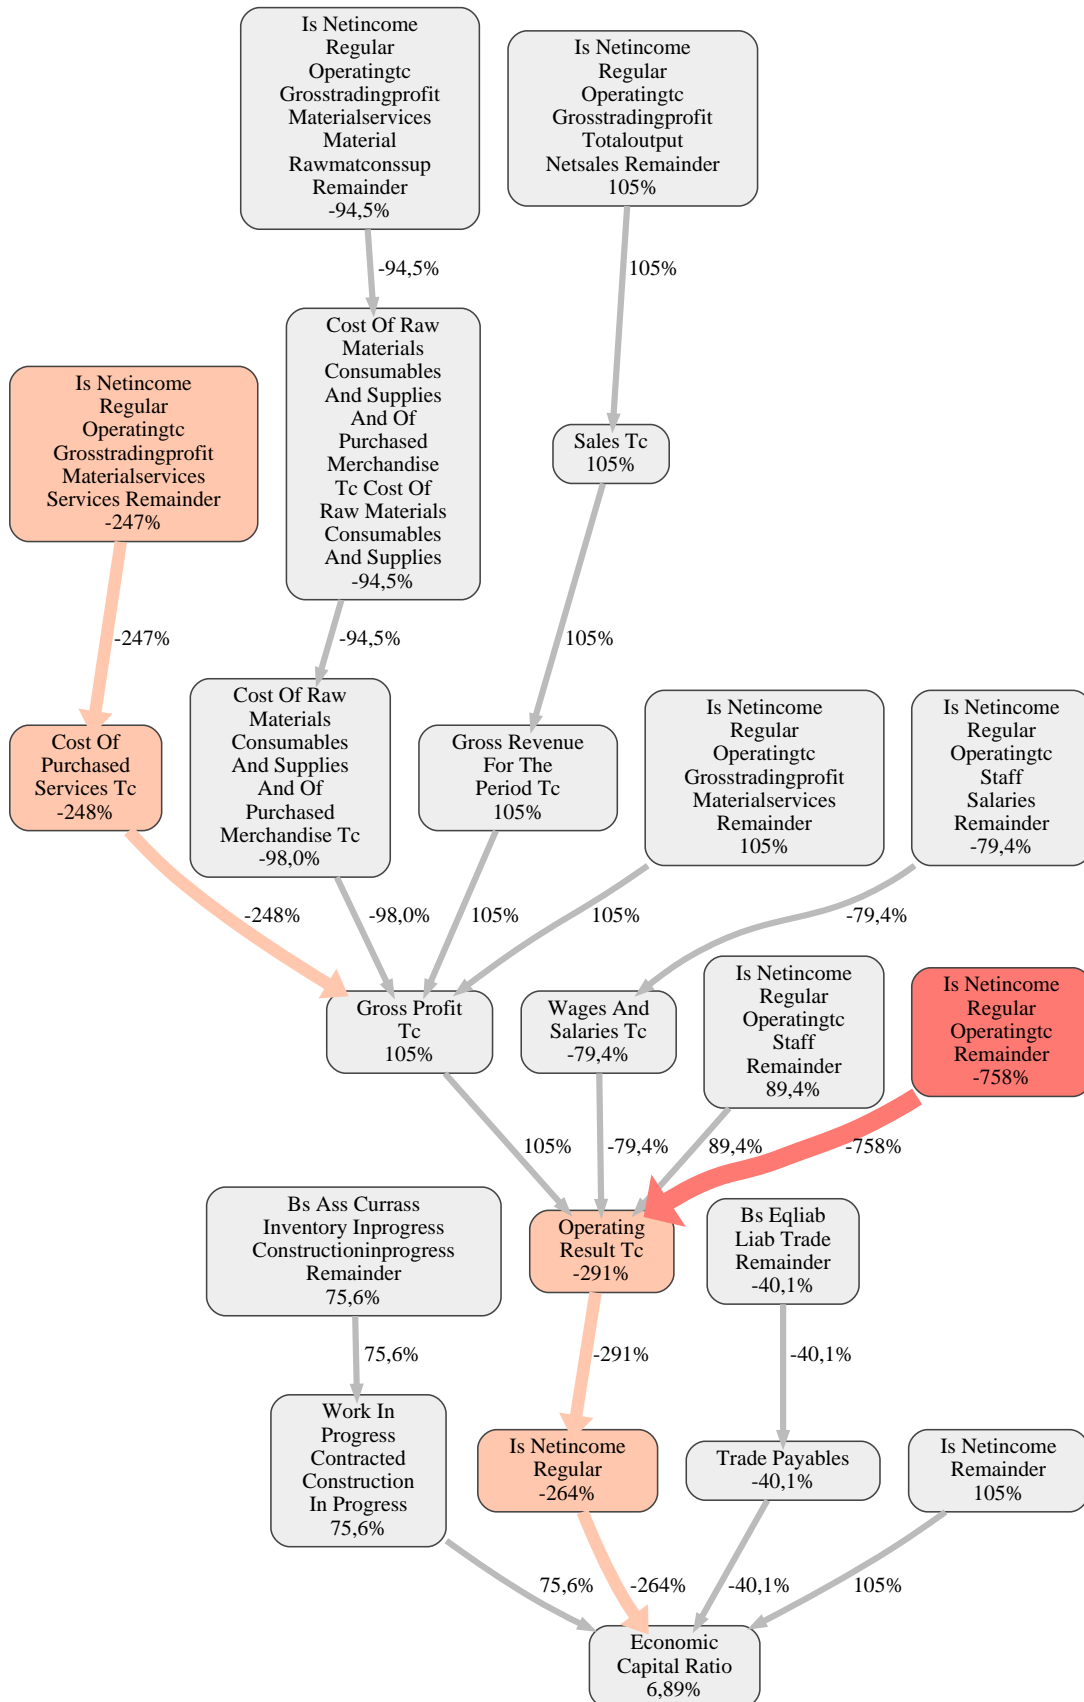 Is Netincome
Regular
Operatingtc
Grosstradingprofit
Materialservices
Material
Rawmatconssup
Remainder
-94,5%
Is Netincome
Regular
Operatingtc
Grosstradingprofit
Totaloutput
Netsales Remainder
105%
-94,5%
105%
Cost Of Raw
Materials
Consumables
And Supplies
And Of
Purchased
Merchandise
Tc Cost Of
Raw Materials
Consumables
And Supplies
-94,5%
Is Netincome
Regular
Operatingtc
Grosstradingprofit
Materialservices
Services Remainder
-247%
Sales Tc
105%
-247%
-94,5%
105%
Cost Of
Purchased
Services Tc
-248%
Cost Of Raw
Materials
Consumables
And Supplies
And Of
Purchased
Merchandise Tc
-98,0%
Gross Revenue
For The
Period Tc
105%
Is Netincome
Regular
Operatingtc
Grosstradingprofit
Materialservices
Remainder
105%
Is Netincome
Regular
Operatingtc
Staff
Salaries
Remainder
-79,4%
-248%
-98,0%
105%
105%
-79,4%
Gross Profit
Tc
105%
Wages And
Salaries Tc
-79,4%
Is Netincome
Regular
Operatingtc
Staff
Remainder
89,4%
Is Netincome
Regular
Operatingtc
Remainder
-758%
105%
-79,4%
89,4%
-758%
Bs Ass Currass
Inventory Inprogress
Constructioninprogress
Remainder
75,6%
Operating
Result Tc
-291%
Bs Eqliab
Liab Trade
Remainder
-40,1%
75,6%
-291%
-40,1%
Work In
Progress
Contracted
Construction
In Progress
75,6%
Is Netincome
Regular
-264%
Trade Payables
-40,1%
Is Netincome
Remainder
105%
75,6%
-264%
-40,1%
105%
Economic
Capital Ratio
6,89%